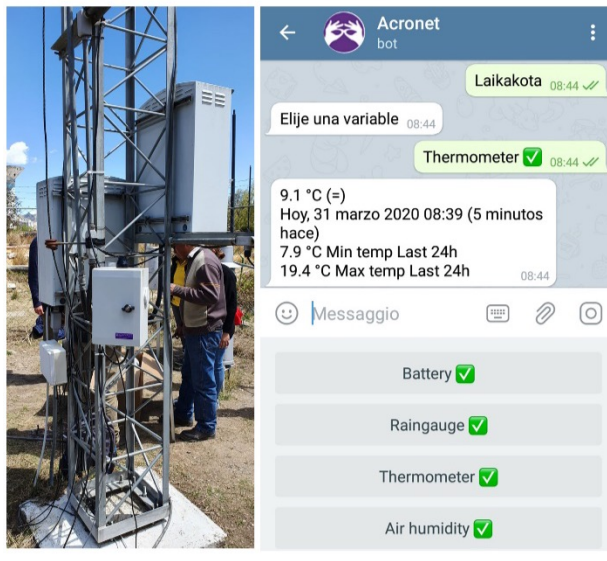 Acronet
bot
Laikakota 08:44
Elije una variable 08:44
Thermometer ✅ 08:44
9.1 °C (=)
Hoy, 31 marzo 2020 08:39 (5 minutos
hace)
7.9 °C Min temp Last 24h
19.4 °C Max temp Last 24h 08:44
Messaggio
Battery ✅
Raingauge ✅
Thermometer ✅
Air humidity ✅